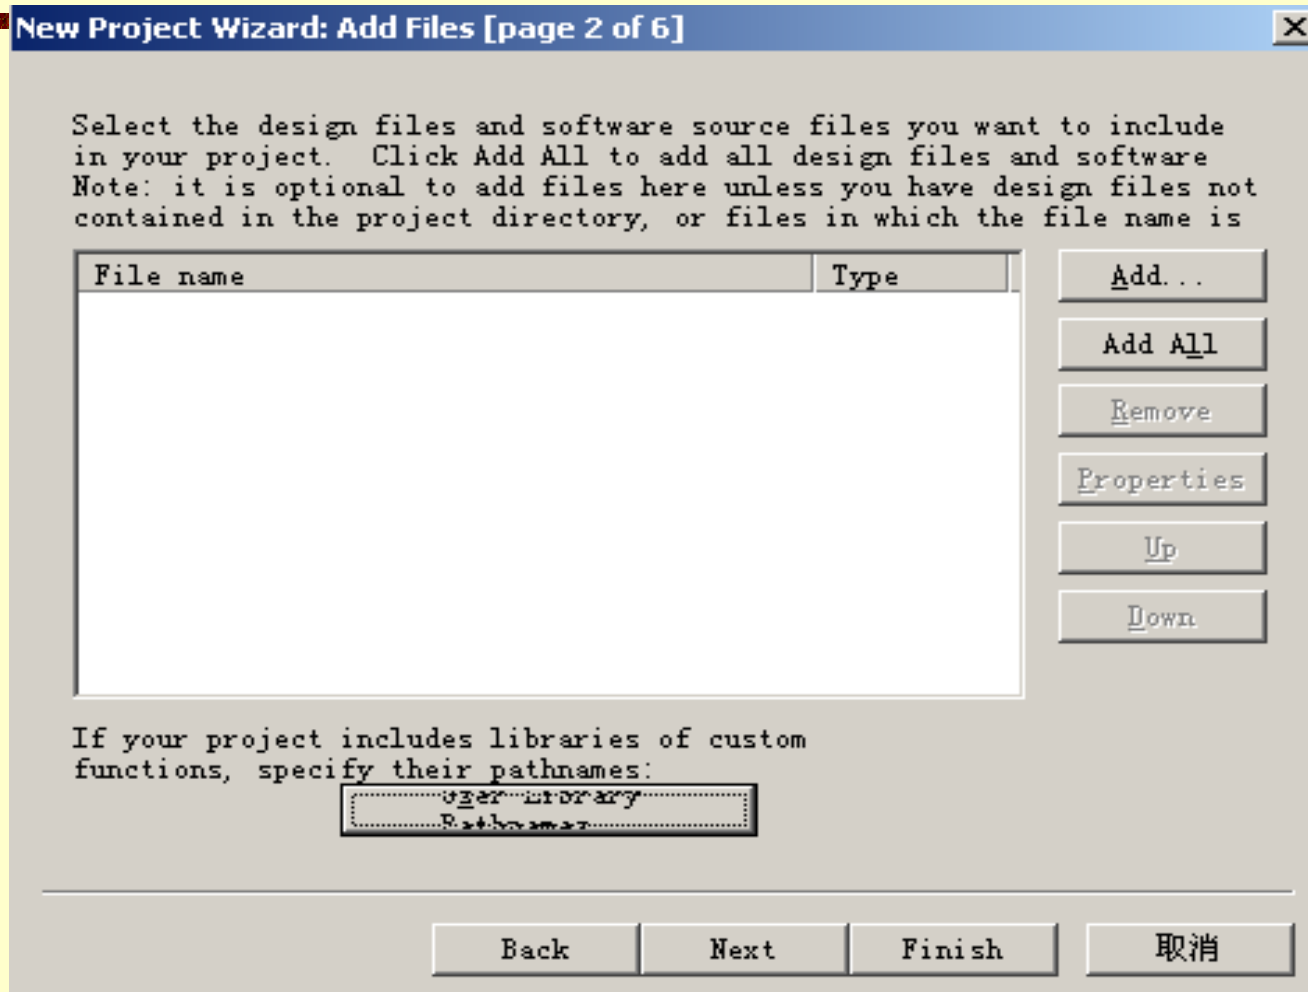 New Project Wizard: Add Files [page 2 of 6]
Select the design files and software source files you want to include
in your project.  Click Add All to add all design files and software
Note: it is optional to add files here unless you have design files not
contained in the project directory, or files in which the file name is
File name Type
Add...
Add All
Remove
Properties
Up
Down
If your project includes libraries of custom
functions, specify their pathnames:
User Library
Pathnames
Back Next Finish 取消